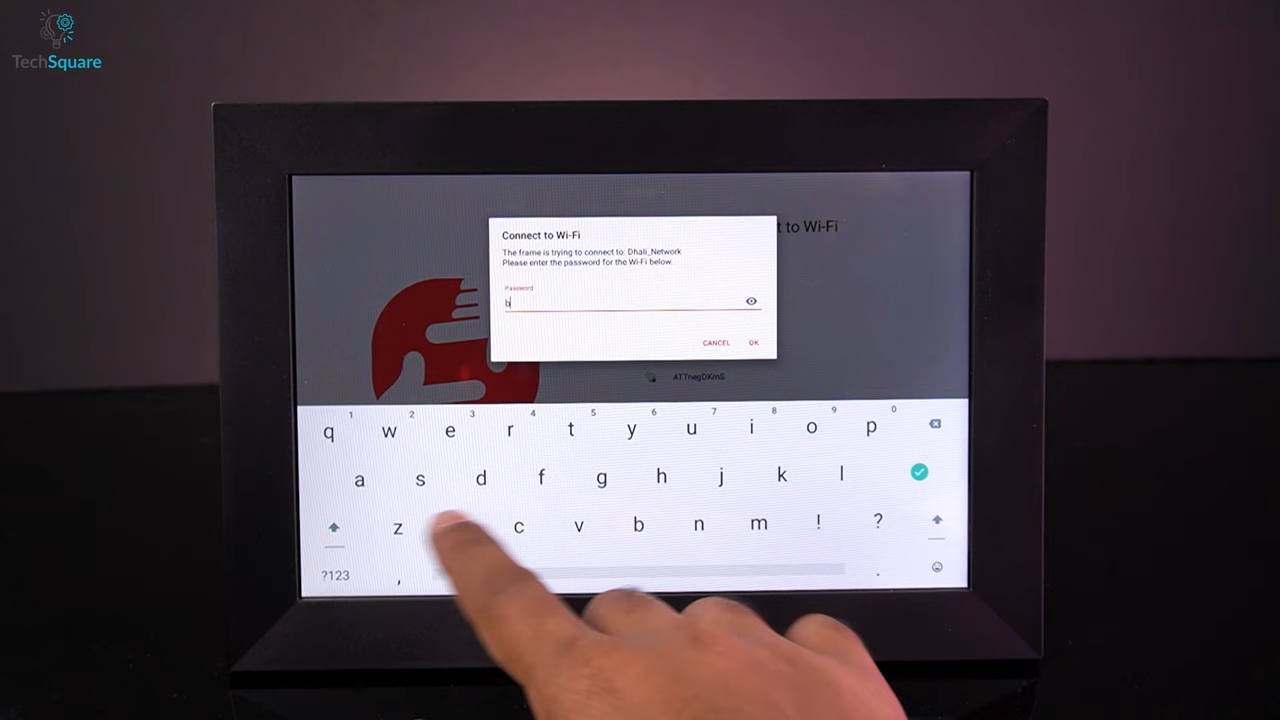 TechSquare
t to Wi-Fi
Connect to Wi-Fi
The frame is trying to connect to: Dhali_Network
Please enter the password for the Wi-Fi below.
Password
b
CANCEL OK
ATTnegDKmS
1 2 3 4 5 6 7 8 9 0
q w e r t y u i o p
a s d f g h j k l
z c v b n m ! ?
?123 , .